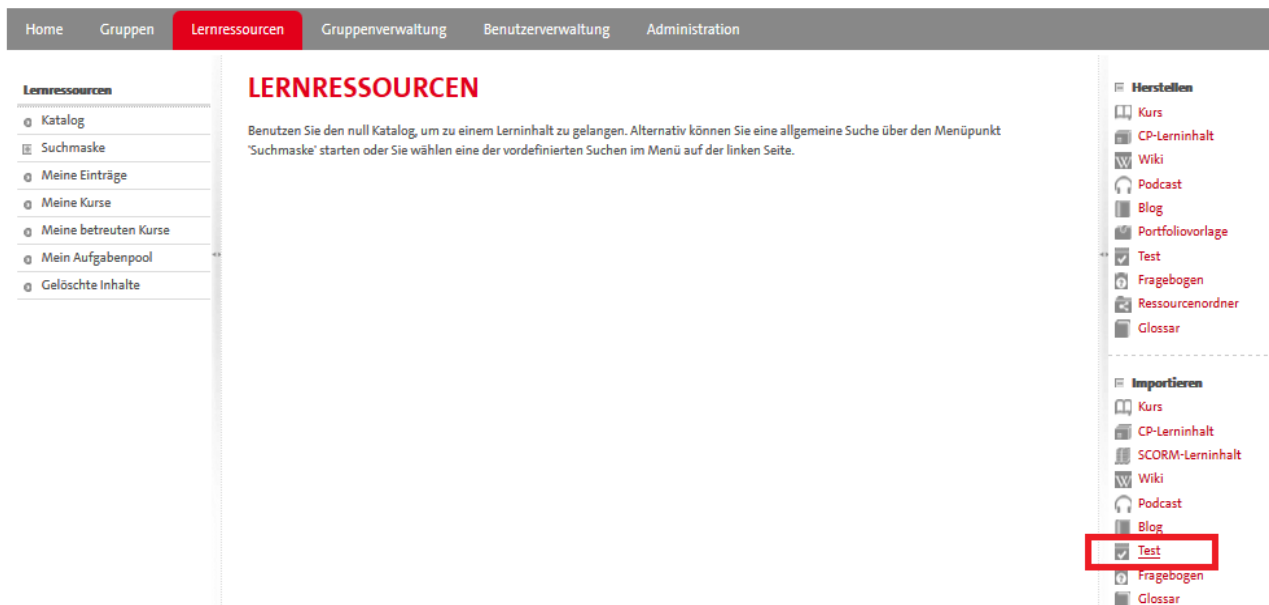 Home Gruppen Lernressourcen Gruppenverwaltung Benutzerverwaltung Administration
Lernressourcen
Katalog
Suchmaske
Meine Einträge
Meine Kurse
Meine betreuten Kurse
Mein Aufgabenpool
Gelöschte Inhalte
LERNRESSOURCEN
Benutzen Sie den null Katalog, um zu einem Lerninhalt zu gelangen. Alternativ können Sie eine allgemeine Suche über den Menüpunkt
'Suchmaske' starten oder Sie wählen eine der vordefinierten Suchen im Menü auf der linken Seite.
Herstellen
Kurs
CP-Lerninhalt
Wiki
Podcast
Blog
Portfoliovorlage
Test
Fragebogen
Ressourcenordner
Glossar
Importieren
Kurs
CP-Lerninhalt
SCORM-Lerninhalt
Wiki
Podcast
Blog
Test
Fragebogen
Glossar